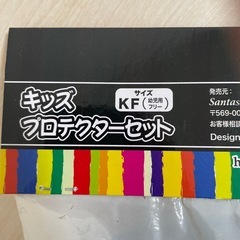 キッズ
プロテクターセット
サイズ
KF
幼児用
フリー
発売元：
Santas
〒569-00
お客様相談
Design
h